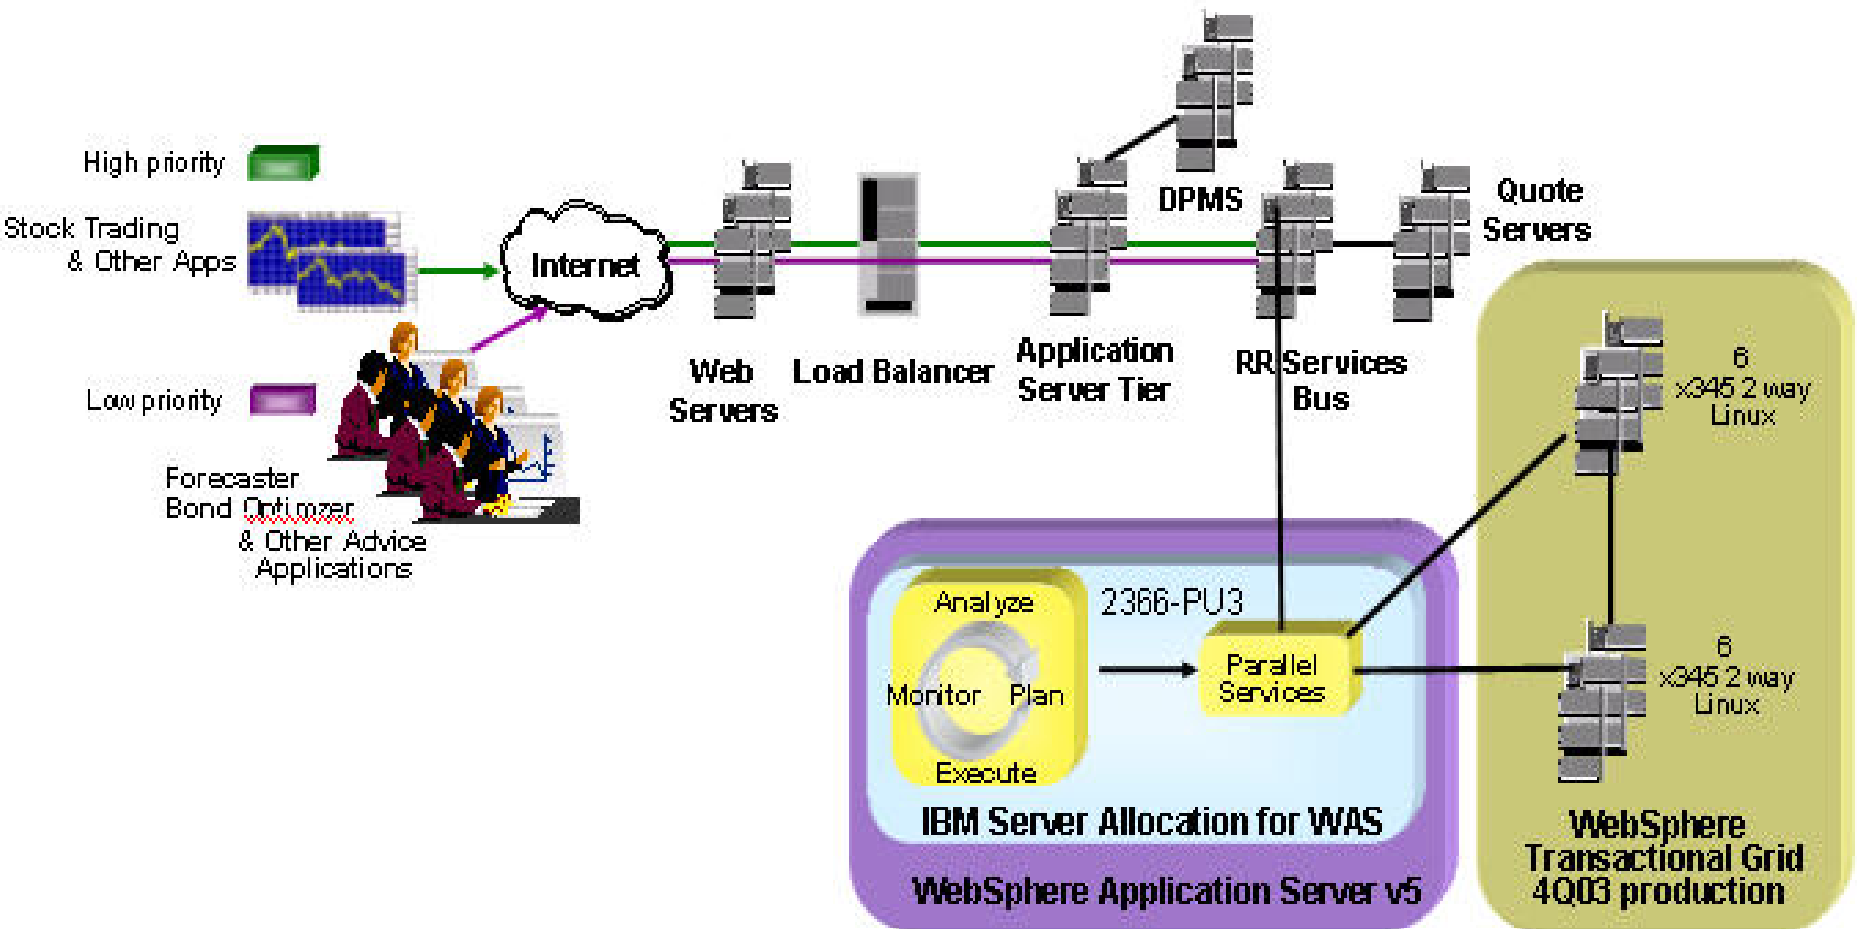 High priority
Stock Trading
& Other Apps
Internet
Low priority
Forecaster
Bond Optimzer
& Other Advice
Applications
Web
Servers
Load Balancer
Application
Server Tier
DPMS
RR Services
Bus
Quote
Servers
6
x345 2 way
Linux
6
x345 2 way
Linux
WebSphere
Transactional Grid
4Q03 production
Analyze
Monitor
Plan
Execute
2366-PU3
Parallel
Services
IBM Server Allocation for WAS
WebSphere Application Server v5